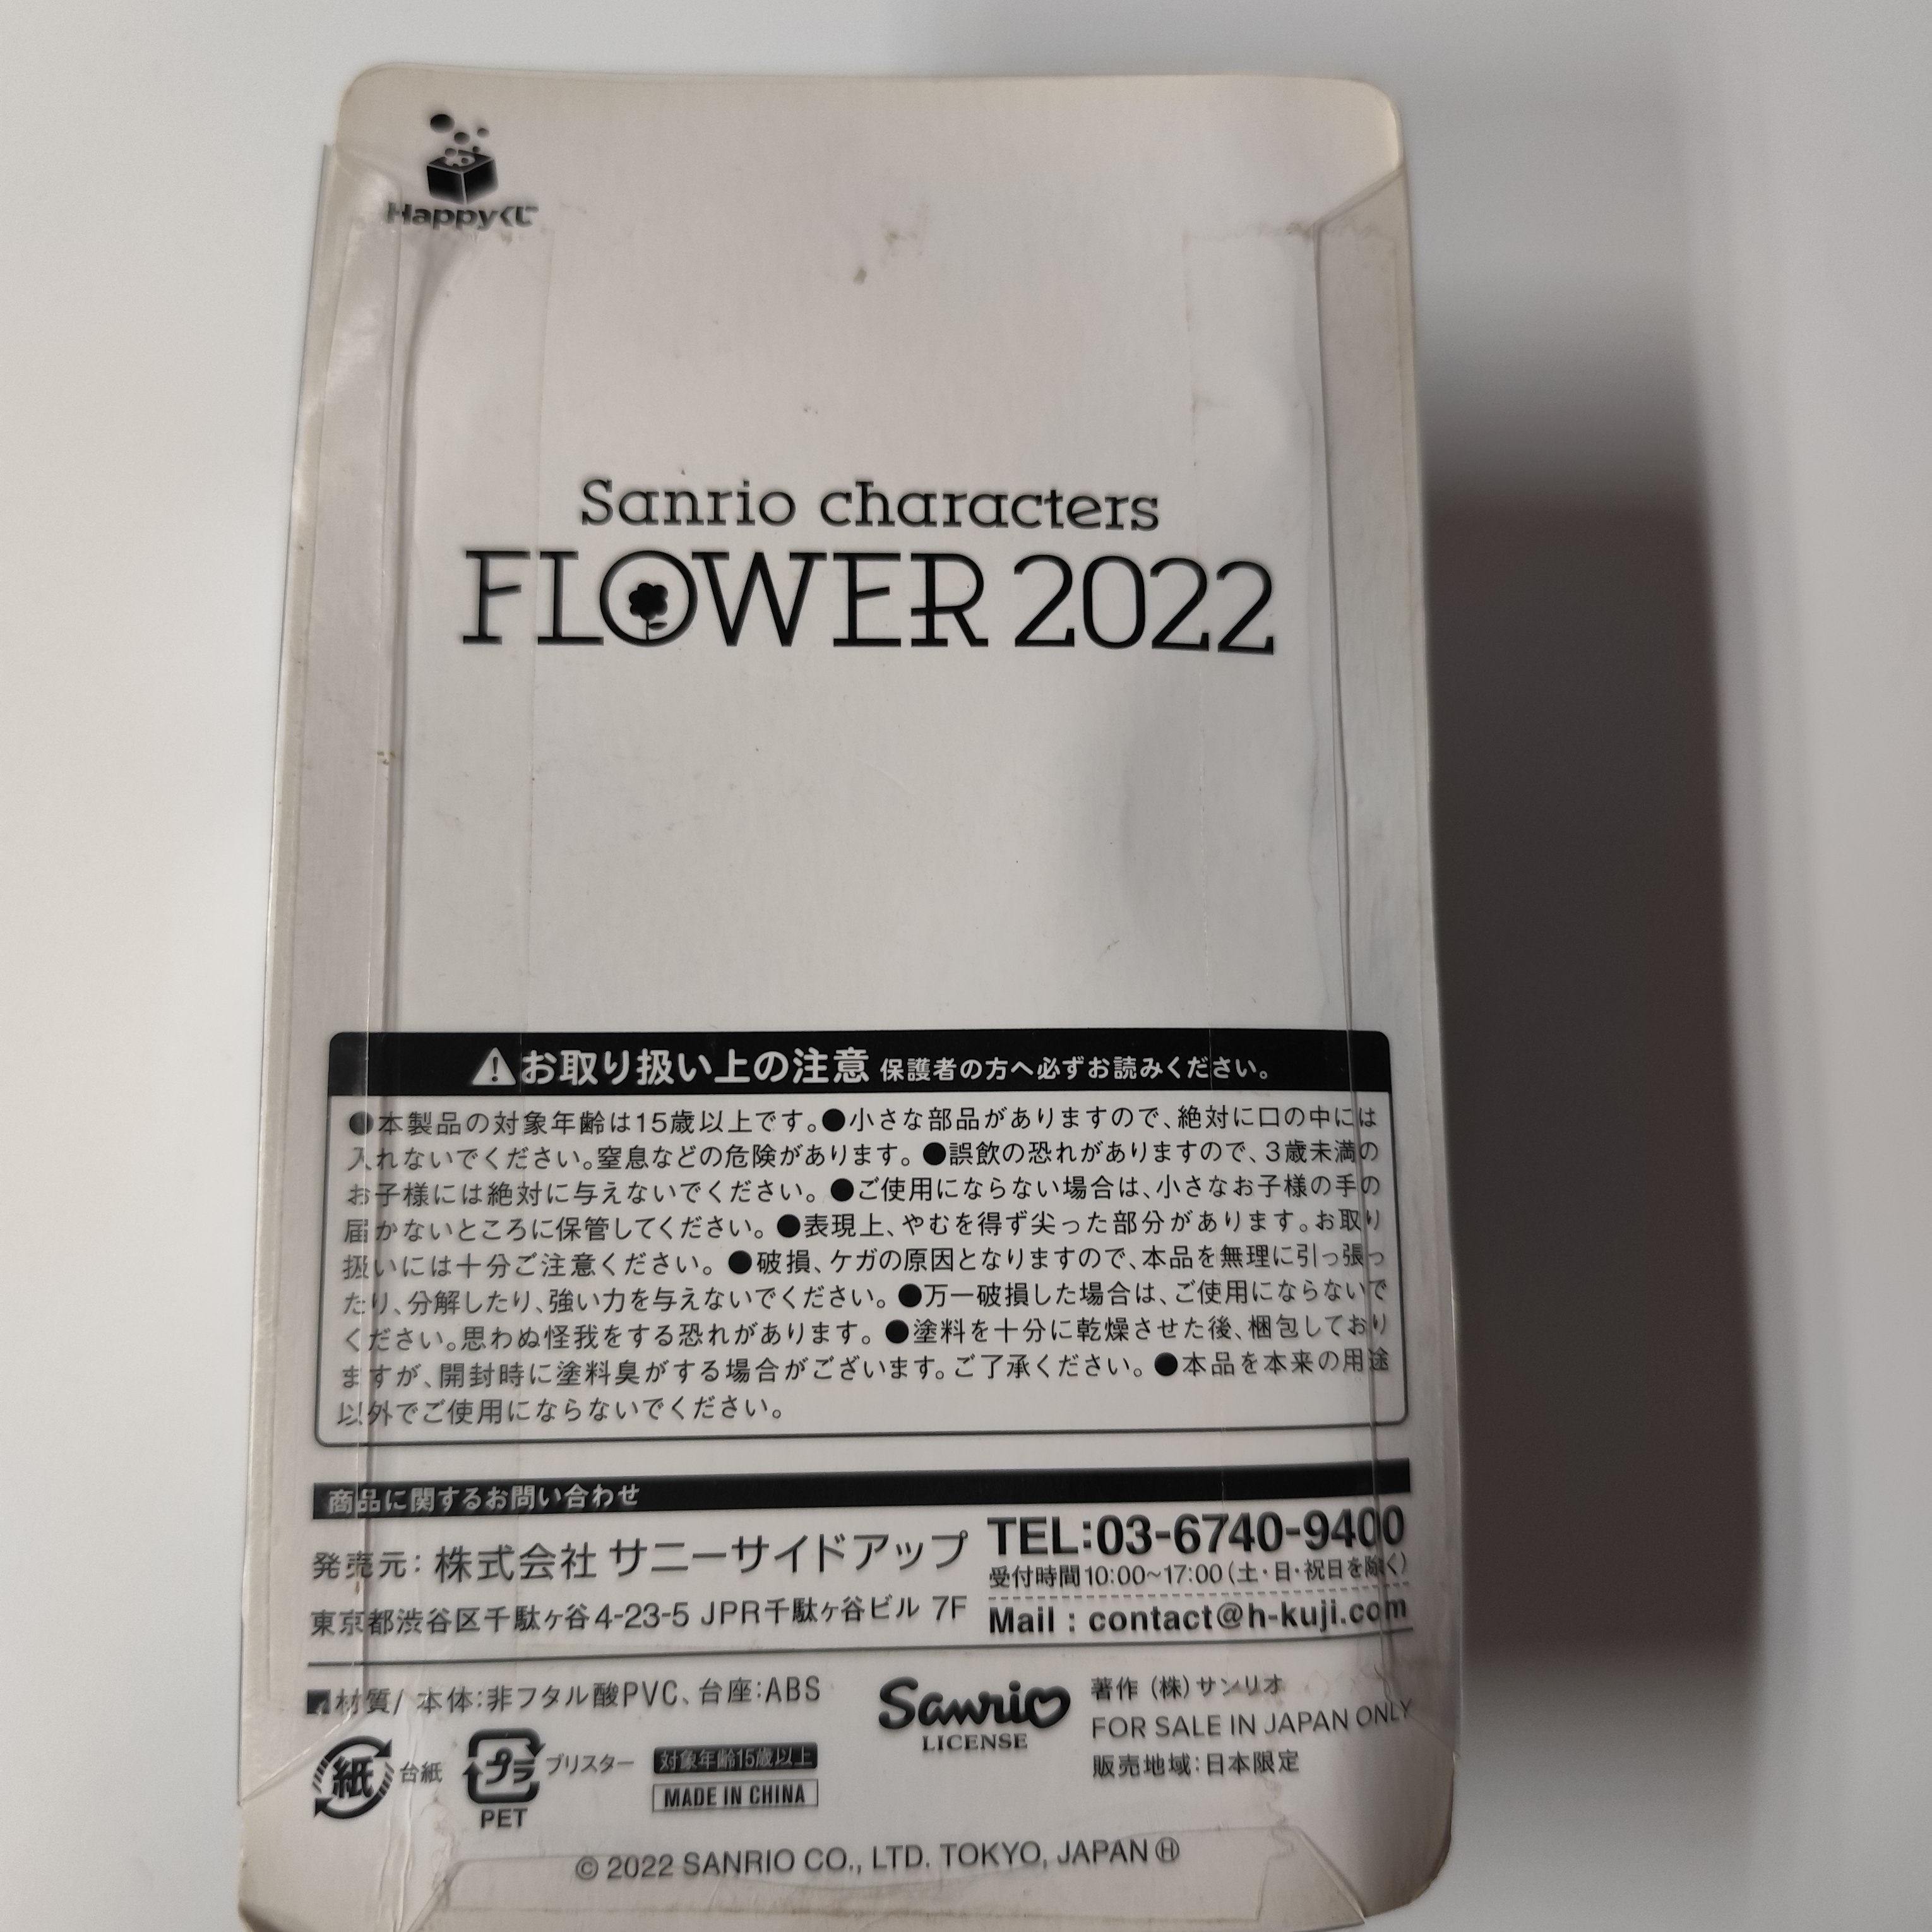 Happyくじ
Sanrio characters
FLOWER 2022
お取り扱い上の注意 保護者の方へ必ずお読みください。
●本製品の対象年齢は15歳以上です。●小さな部品がありますので、絶対に口の中には
入れないでください。窒息などの危険があります。●誤飲の恐れがありますので、3歳未満の
お子様には絶対に与えないでください。●ご使用にならない場合は、小さなお子様の手の
届かないところに保管してください。●表現上、やむを得ず尖った部分があります。お取り
扱いには十分ご注意ください。●破損、ケガの原因となりますので、本品を無理に引っ張っ
たり、分解したり、強い力を与えないでください。●万一破損した場合は、ご使用にならないで
ください。思わぬ怪我をする恐れがあります。●塗料を十分に乾燥させた後、梱包しており
ますが、開封時に塗料臭がする場合がございます。ご了承ください。●本品を本来の用途
以外でご使用にならないでください。
商品に関するお問い合わせ
発売元：株式会社 サニーサイドアップ
東京都渋谷区千駄ヶ谷4-23-5 JPR千駄ヶ谷ビル 7F
TEL:03-6740-9400
受付時間10:00~17:00（土・日・祝日を除く）
Mail : contact@h-kuji.com
■材質/ 本体:非フタル酸PVC、台座:ABS
紙 台紙
プラ ブリスター
PET
対象年齢15歳以上
MADE IN CHINA
Sanrio
LICENSE
著作（株）サンリオ
FOR SALE IN JAPAN ONLY
販売地域：日本限定
© 2022 SANRIO CO., LTD. TOKYO, JAPAN Ⓗ